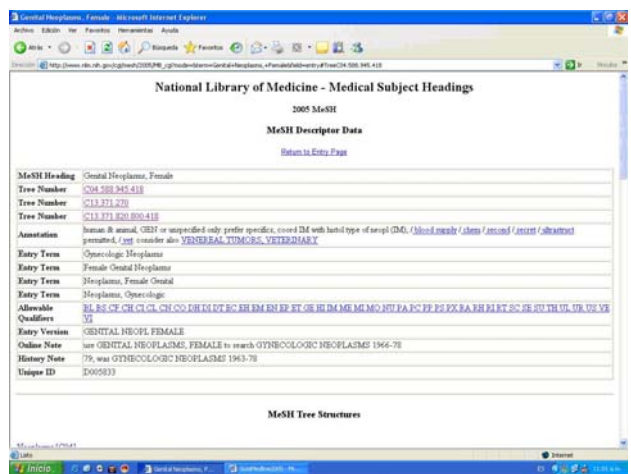 Genital Neoplasms, Female - Microsoft Internet Explorer
Archivo Edición Ver Favoritos Herramientas Ayuda
Atrás Búsqueda Favoritos
National Library of Medicine - Medical Subject Headings
2005 MeSH
MeSH Descriptor Data
Return to Entry Page
MeSH Heading Genital Neoplasms, Female
Tree Number C04.588.945.418
Tree Number C13.371.270
Tree Number C13.371.820.800.418
Annotation human & animal, GEN or unspecified only: prefer specifics; coord IM with histol type of neopl (IM); / blood supply / chem / second / secret / ultrastruct
permitted; / vet: consider also VENEREAL TUMORS, VETERINARY
Entry Term Gynecologic Neoplasms
Entry Term Female Genital Neoplasms
Entry Term Neoplasms, Female Genital
Entry Term Neoplasms, Gynecologic
Allowable Qualifiers BL BS CF CH CI CL CN CO DH DI DT EC EH EM EN EP ET GE HI IM ME MI MO NU PA PC PP PS PX RA RH RI RT SC SE SU TH UL UR US VE
VI
Entry Version GENITAL NEOPL FEMALE
Online Note use GENITAL NEOPLASMS, FEMALE to search GYNECOLOGIC NEOPLASMS 1966-78
History Note 79; was GYNECOLOGIC NEOPLASMS 1963-78
Unique ID D005833
MeSH Tree Structures
Listo Internet
Inicio Genital Neoplasms, F...